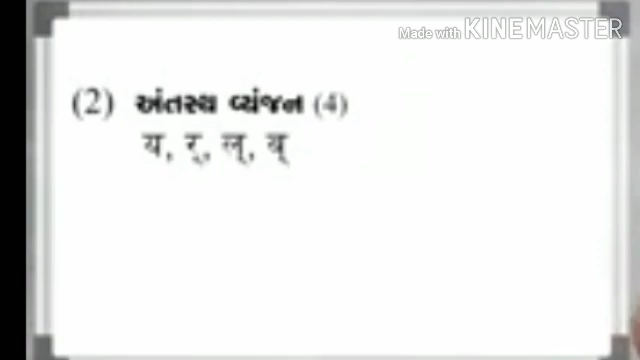 Made with KINEMASTER
(2) અંતસ્થ વ્યંજન (4)
य, र्, ल्, व्